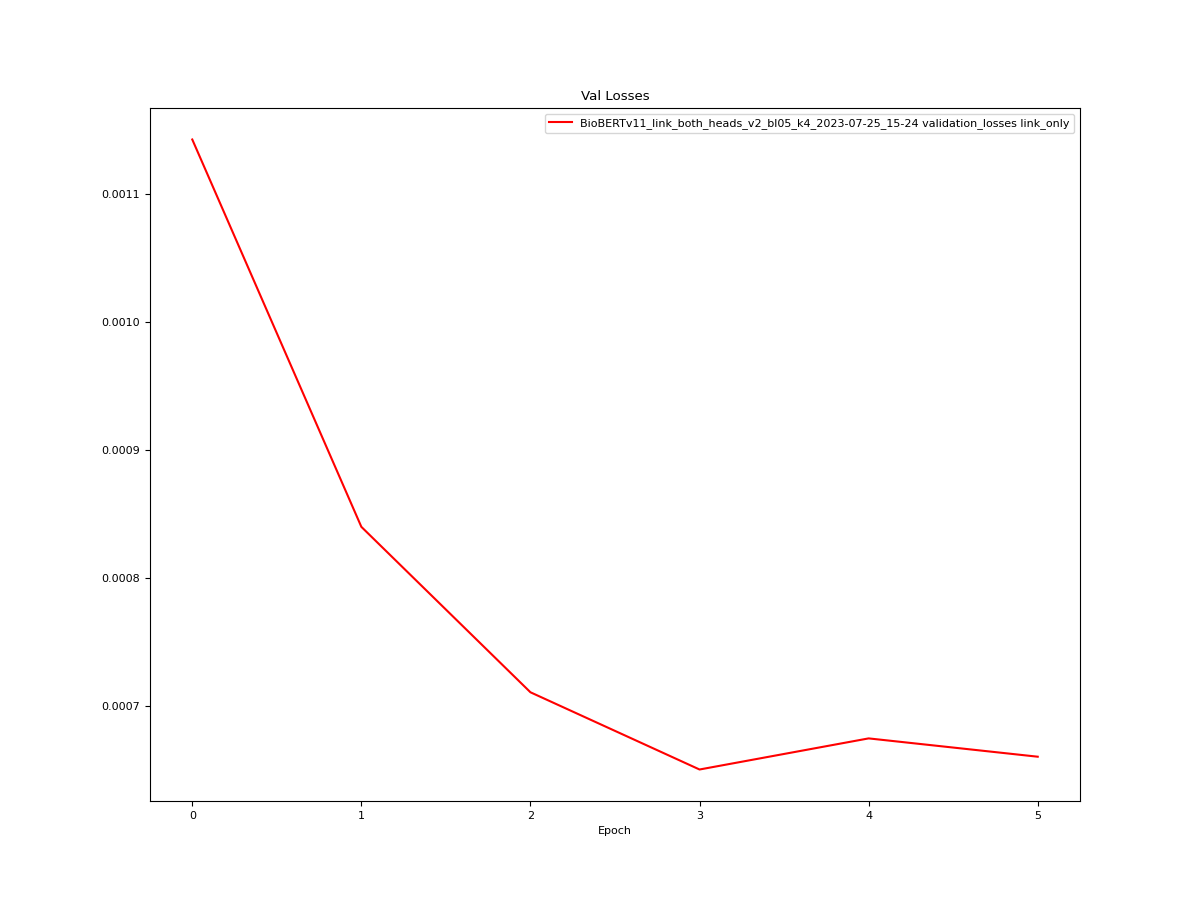 Val Losses
BioBERTv11_link_both_heads_v2_bl05_k4_2023-07-25_15-24 validation_losses link_only
0.0011
0.0010
0.0009
0.0008
0.0007
0 1 2 3 4 5
Epoch